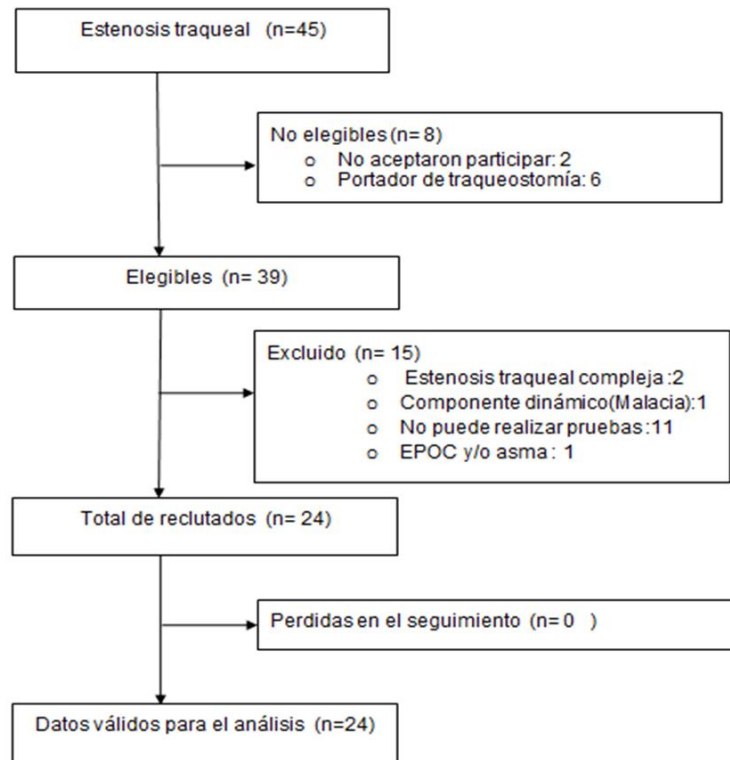 Estenosis traqueal (n=45)
No elegibles (n= 8)
o No aceptaron participar: 2
o Portador de traqueostomía: 6
Elegibles (n= 39)
Excluido (n= 15)
o Estenosis traqueal compleja :2
o Componente dinámico(Malacia):1
o No puede realizar pruebas :11
o EPOC y/o asma : 1
Total de reclutados (n= 24)
Perdidas en el seguimiento (n= 0 )
Datos válidos para el análisis (n=24)